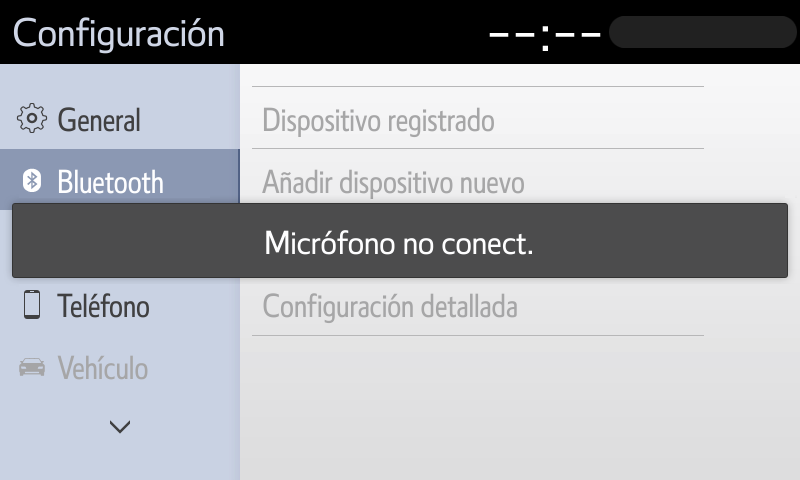 Configuración
--:--
General
Bluetooth
Teléfono
Vehículo
Dispositivo registrado
Añadir dispositivo nuevo
Micrófono no conect.
Configuración detallada